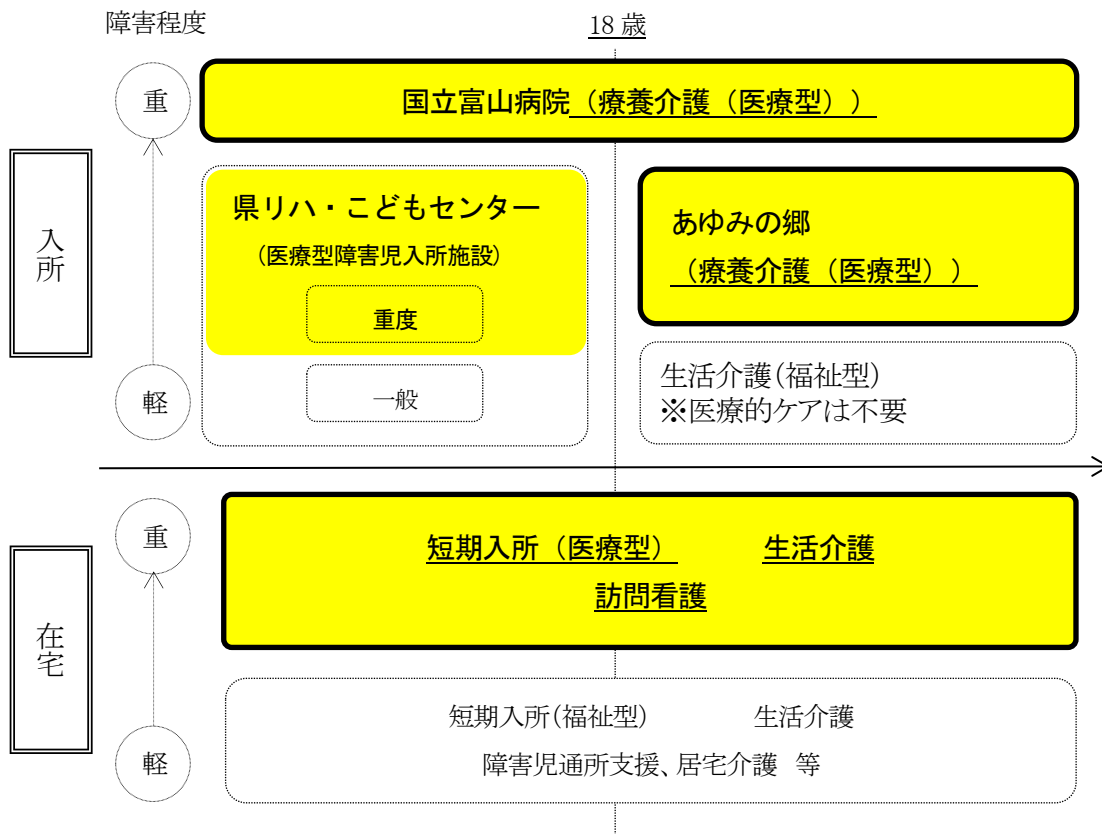 障害程度
18 歳
重
国立富山病院（療養介護（医療型））
入所
県リハ・こどもセンター
（医療型障害児入所施設）
重度
一般
あゆみの郷
（療養介護（医療型））
生活介護（福祉型）
※医療的ケアは不要
軽
重
短期入所（医療型）　生活介護
訪問看護
在宅
短期入所（福祉型）　生活介護
障害児通所支援、居宅介護 等
軽